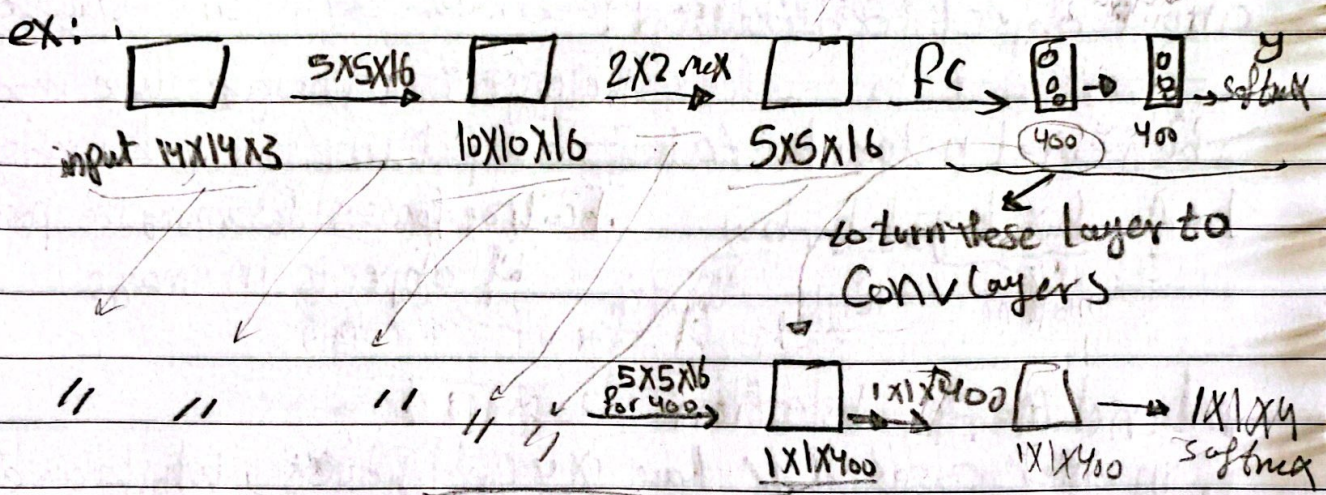 ex:
5x5x16 2x2 max FC y
softmax
input 14x14x3 10x10x16 5x5x16 400 400
to turn these layer to
Conv layers
5x5x16
for 400 1x1x400 1x1x4
" " " " "
1x1x400 1x1x400 softmax